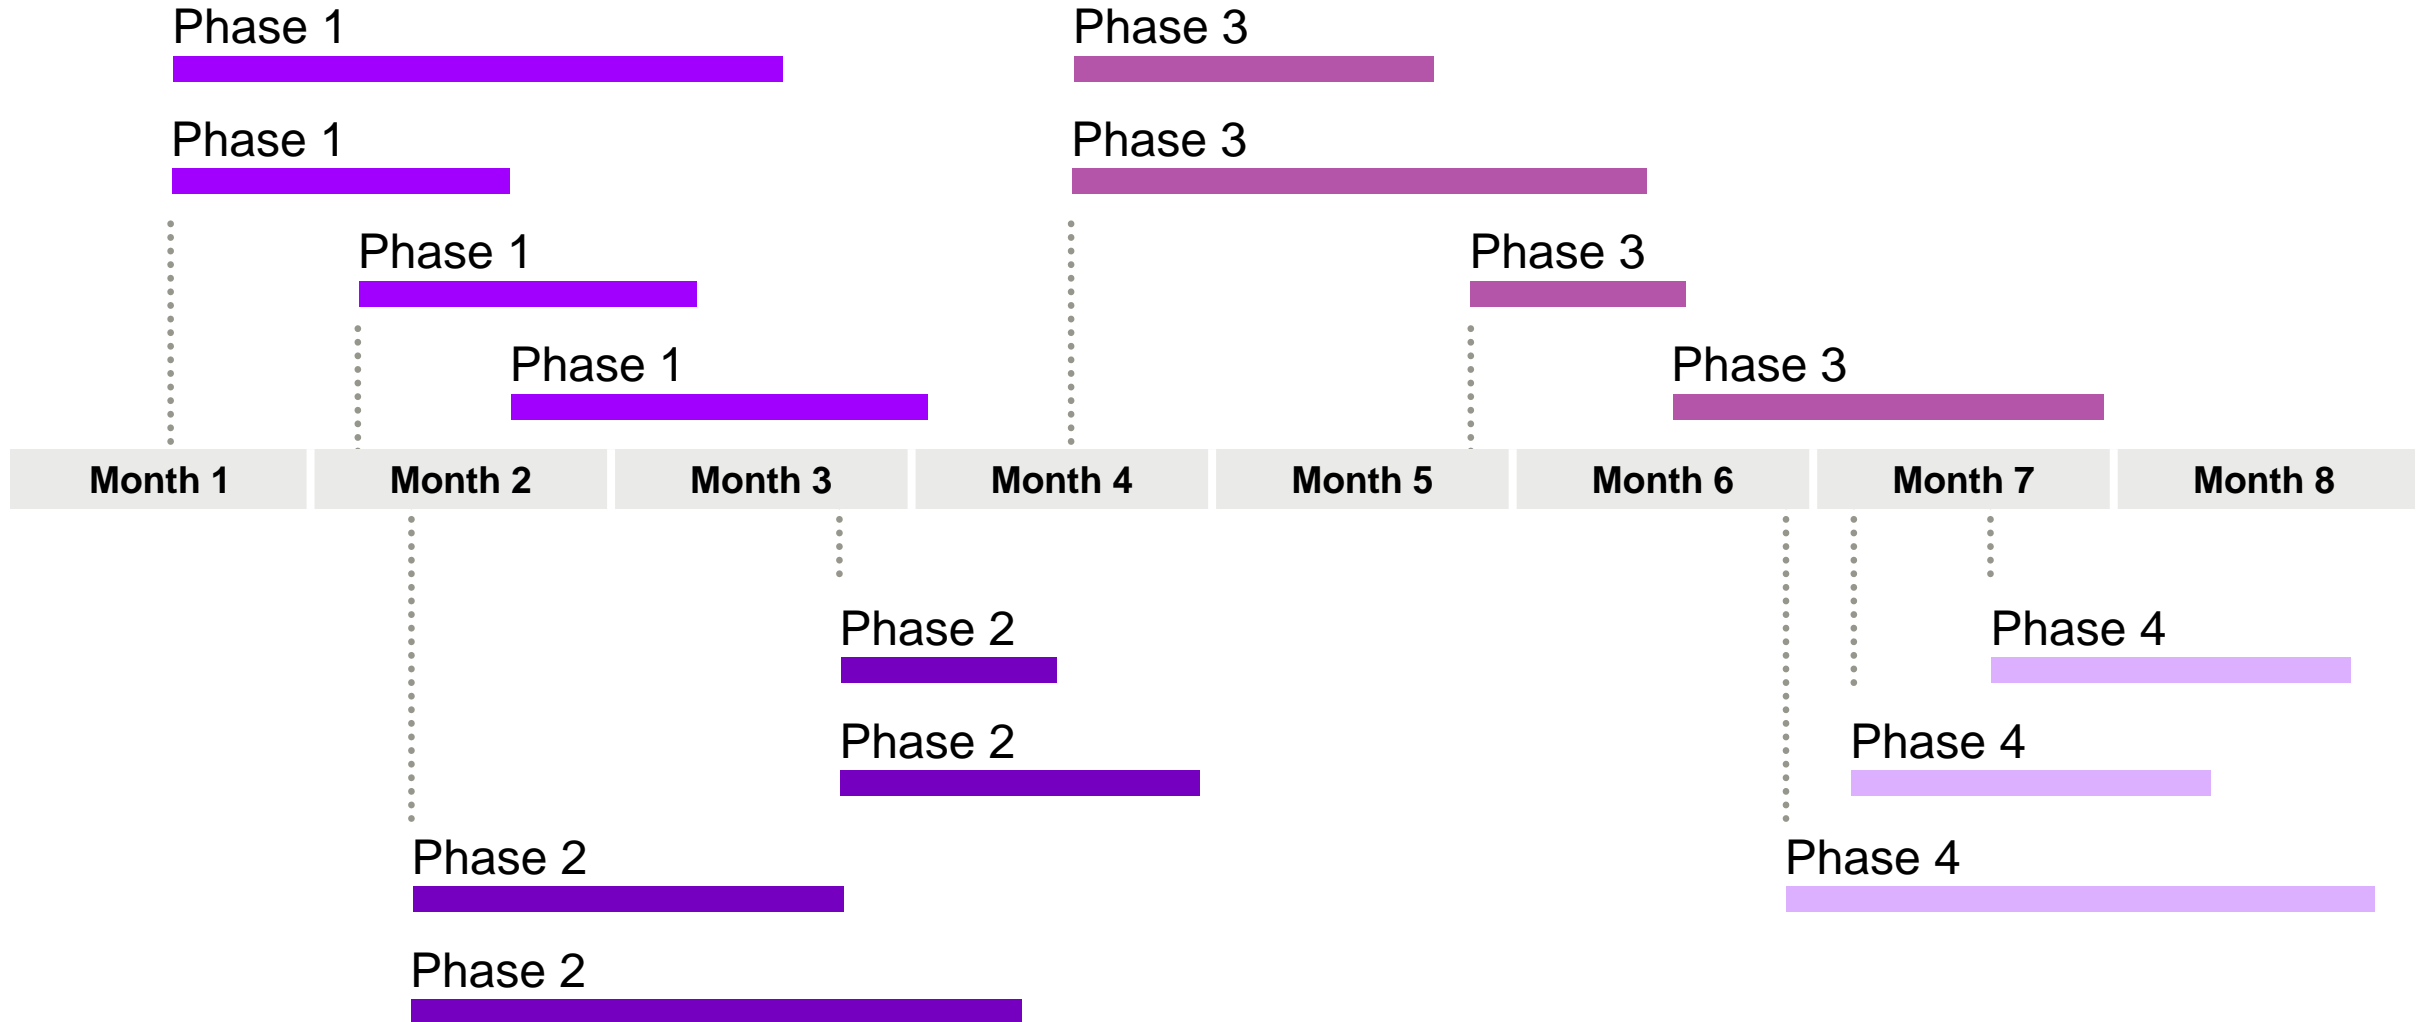 Phase 1
Phase 3
Phase 1
Phase 3
Phase 1
Phase 3
Phase 1
Phase 3
Month 1
Month 2
Month 3
Month 4
Month 5
Month 6
Month 7
Month 8
Phase 2
Phase 4
Phase 2
Phase 4
Phase 2
Phase 4
Phase 2